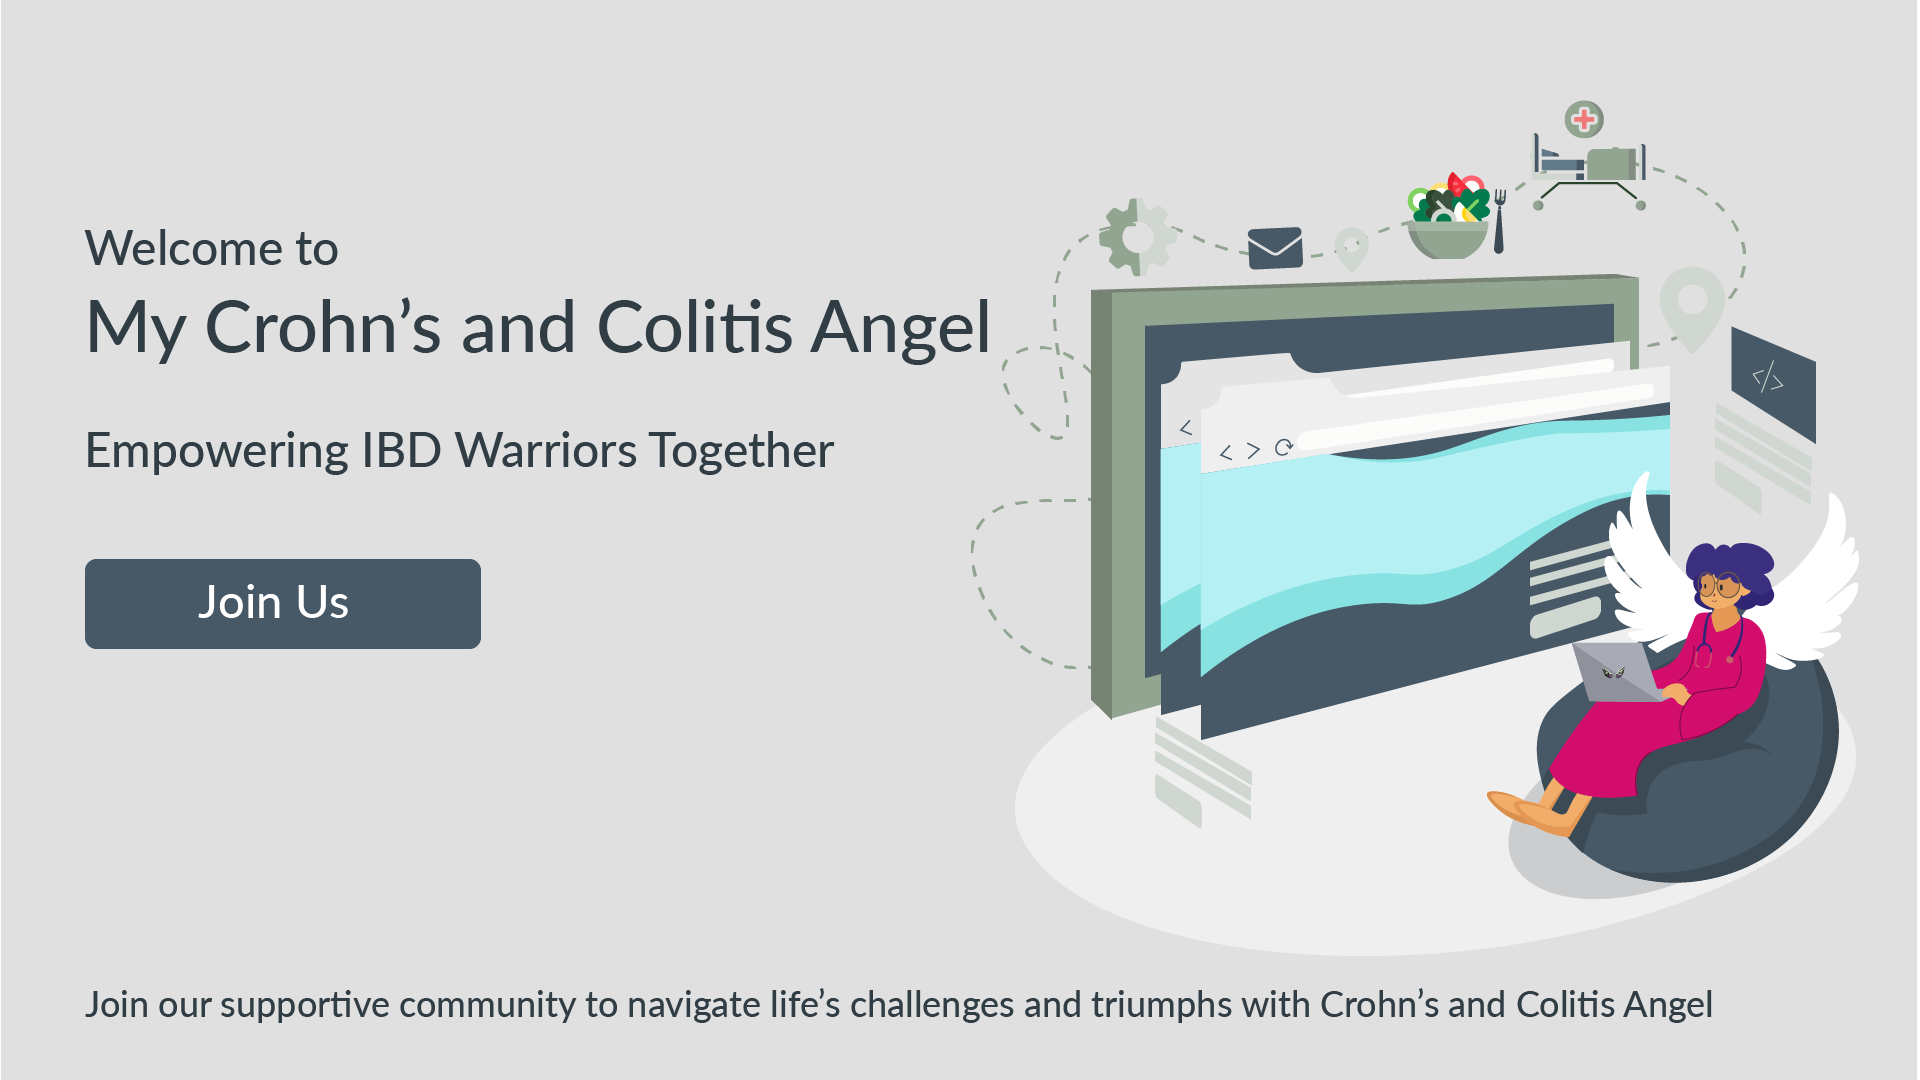 Welcome to
My Crohn’s and Colitis Angel
Empowering IBD Warriors Together
Join Us
</>
Join our supportive community to navigate life’s challenges and triumphs with Crohn’s and Colitis Angel